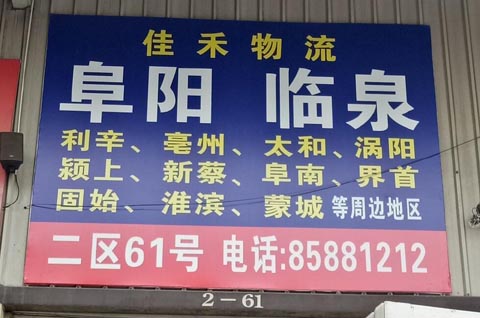 佳禾物流
阜阳 临泉
利辛、亳州、太和、涡阳
颍上、新蔡、阜南、界首
固始、淮滨、蒙城 等周边地区
二区61号 电话:85881212
2-61